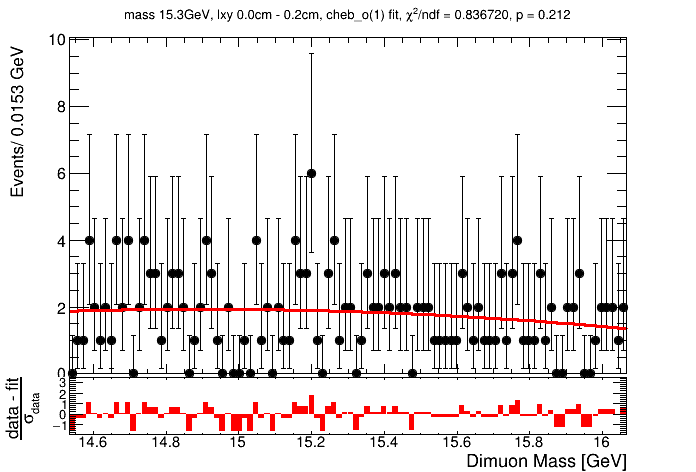 mass 15.3GeV, lxy 0.0cm - 0.2cm, cheb_o(1) fit, χ²/ndf = 0.836720, p = 0.212
Events/ 0.0153 GeV
10
8
6
4
2
0
data - fit
σdata
3
2
1
0
−1
14.6 14.8 15 15.2 15.4 15.6 15.8 16
Dimuon Mass [GeV]